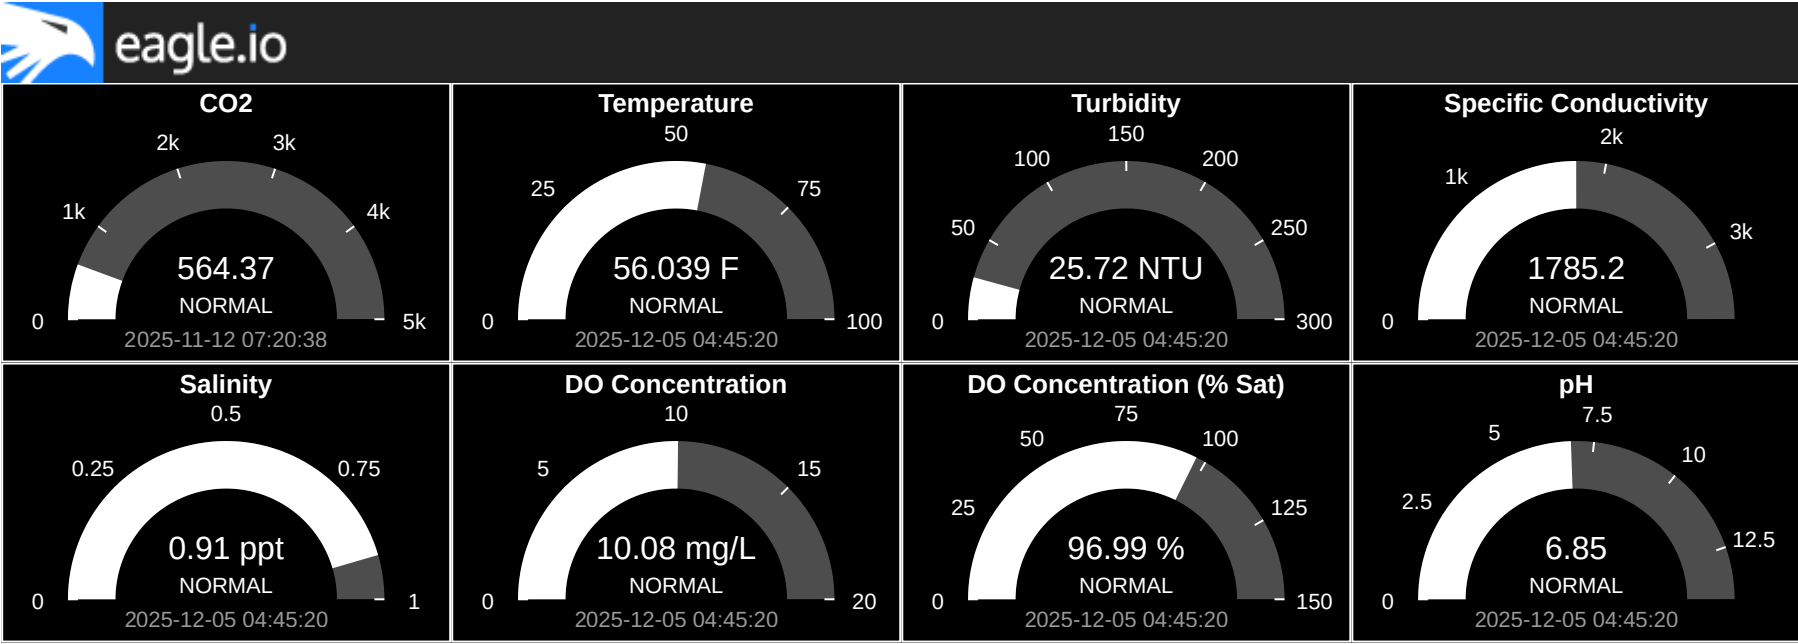 eagle.io
CO2
0
1k
2k
3k
4k
5k
564.37
NORMAL
2025-11-12 07:20:38
Temperature
0
25
50
75
100
56.039 F
NORMAL
2025-12-05 04:45:20
Turbidity
0
50
100
150
200
250
300
25.72 NTU
NORMAL
2025-12-05 04:45:20
Specific Conductivity
0
1k
2k
3k
1785.2
NORMAL
2025-12-05 04:45:20
Salinity
0
0.25
0.5
0.75
1
0.91 ppt
NORMAL
2025-12-05 04:45:20
DO Concentration
0
5
10
15
20
10.08 mg/L
NORMAL
2025-12-05 04:45:20
DO Concentration (% Sat)
0
25
50
75
100
125
150
96.99 %
NORMAL
2025-12-05 04:45:20
pH
0
2.5
5
7.5
10
12.5
6.85
NORMAL
2025-12-05 04:45:20